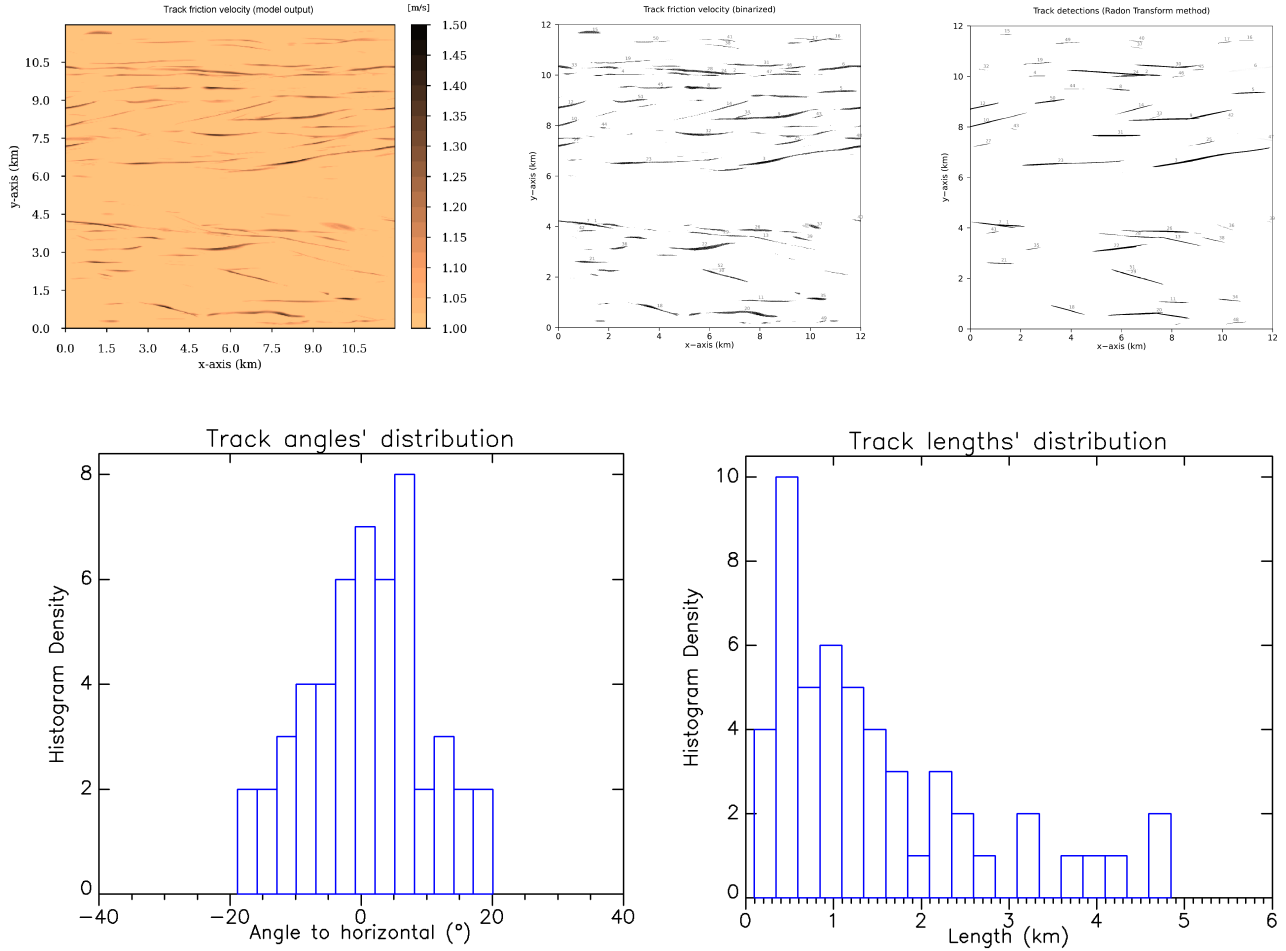 Track friction velocity (model output)
[m/s]
1.50
1.40
1.30
1.20
1.15
1.10
1.05
1.00
10.5
9.0
7.5
6.0
4.5
3.0
1.5
0.0
y-axis (km)
0.0 1.5 3.0 4.5 6.0 7.5 9.0 10.5
x-axis (km)
Track friction velocity (binarized)
12
10
8
6
4
2
0
y−axis (km)
0 2 4 6 8 10 12
x−axis (km)
Track detections (Radon Transform method)
12
10
8
6
4
2
0
y−axis (km)
0 2 4 6 8 10 12
x−axis (km)
Track angles' distribution
8
6
4
2
0
Histogram Density
−40 −20 0 20 40
Angle to horizontal (°)
Track lengths' distribution
10
8
6
4
2
0
Histogram Density
0 1 2 3 4 5 6
Length (km)